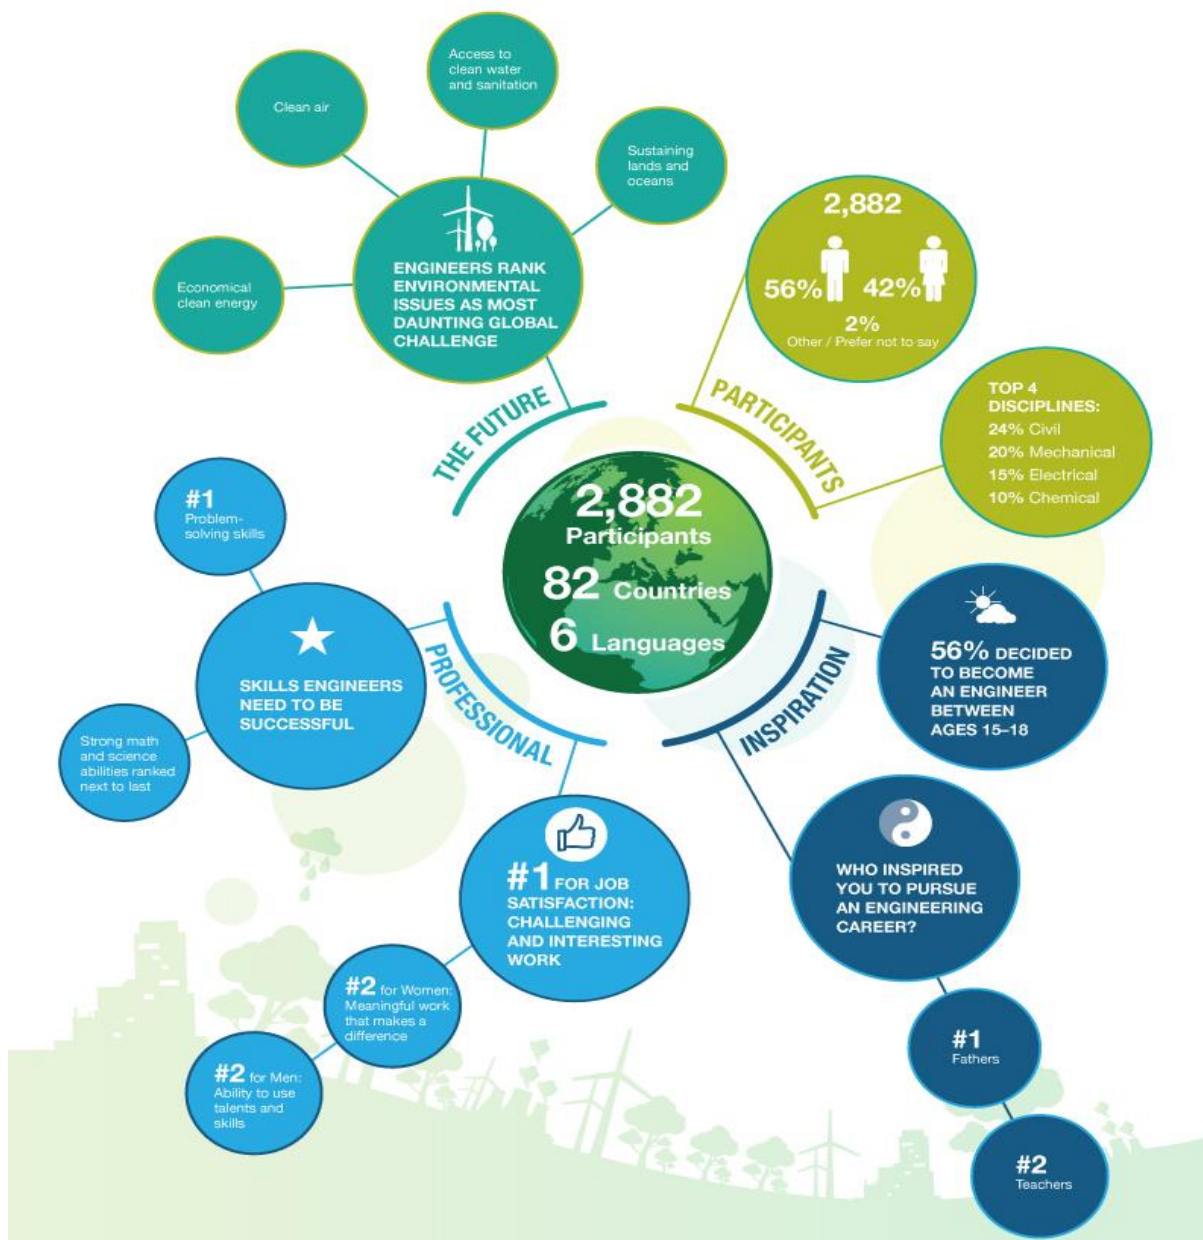 Access to
clean water
and sanitation
Clean air
Sustaining
lands and
oceans
Economical
clean energy
ENGINEERS RANK
ENVIRONMENTAL
ISSUES AS MOST
DAUNTING GLOBAL
CHALLENGE
THE FUTURE
2,882
56%
42%
2%
Other / Prefer not to say
PARTICIPANTS
TOP 4
DISCIPLINES:
24% Civil
20% Mechanical
15% Electrical
10% Chemical
2,882
Participants
82 Countries
6 Languages
#1
Problem-
solving skills
SKILLS ENGINEERS
NEED TO BE
SUCCESSFUL
Strong math
and science
abilities ranked
next to last
PROFESSIONAL
#1 FOR JOB
SATISFACTION:
CHALLENGING
AND INTERESTING
WORK
#2 for Women:
Meaningful work
that makes a
difference
#2 for Men:
Ability to use
talents and
skills
INSPIRATION
56% DECIDED
TO BECOME
AN ENGINEER
BETWEEN
AGES 15–18
WHO INSPIRED
YOU TO PURSUE
AN ENGINEERING
CAREER?
#1
Fathers
#2
Teachers